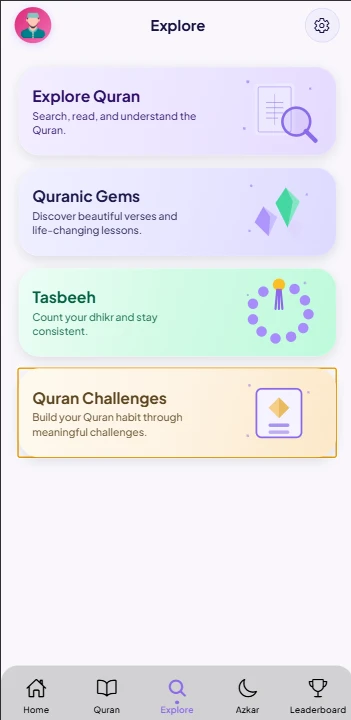 Explore
Explore Quran
Search, read, and understand the
Quran.
Quranic Gems
Discover beautiful verses and
life-changing lessons.
Tasbeeh
Count your dhikr and stay
consistent.
Quran Challenges
Build your Quran habit through
meaningful challenges.
Home
Quran
Explore
Azkar
Leaderboard